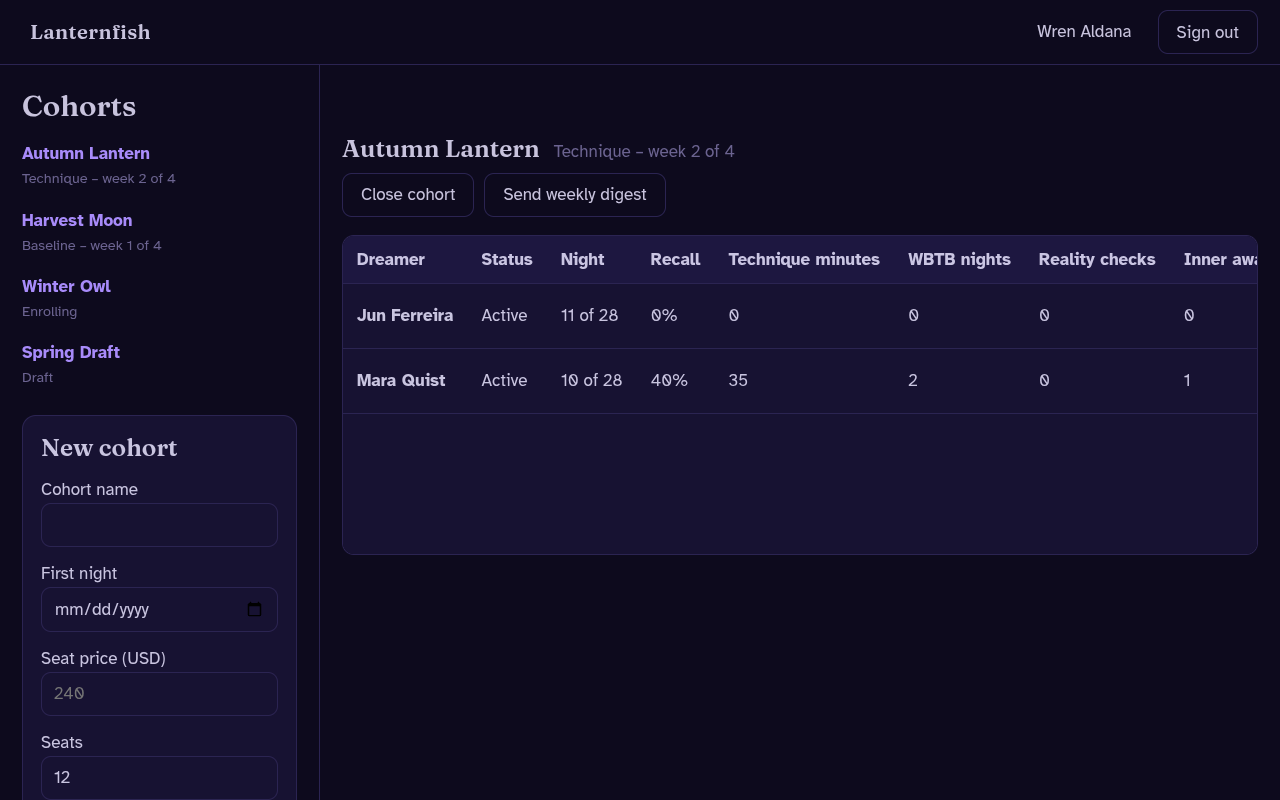 Lanternfish
Wren Aldana
Sign out
Cohorts
Autumn Lantern
Technique – week 2 of 4
Harvest Moon
Baseline – week 1 of 4
Winter Owl
Enrolling
Spring Draft
Draft
New cohort
Cohort name
First night
mm/dd/yyyy
Seat price (USD)
240
Seats
12
Autumn Lantern Technique – week 2 of 4
Close cohort Send weekly digest
Dreamer Status Night Recall Technique minutes WBTB nights Reality checks Inner
Jun Ferreira Active 11 of 28 0% 0 0 0 0
Mara Quist Active 10 of 28 40% 35 2 0 1